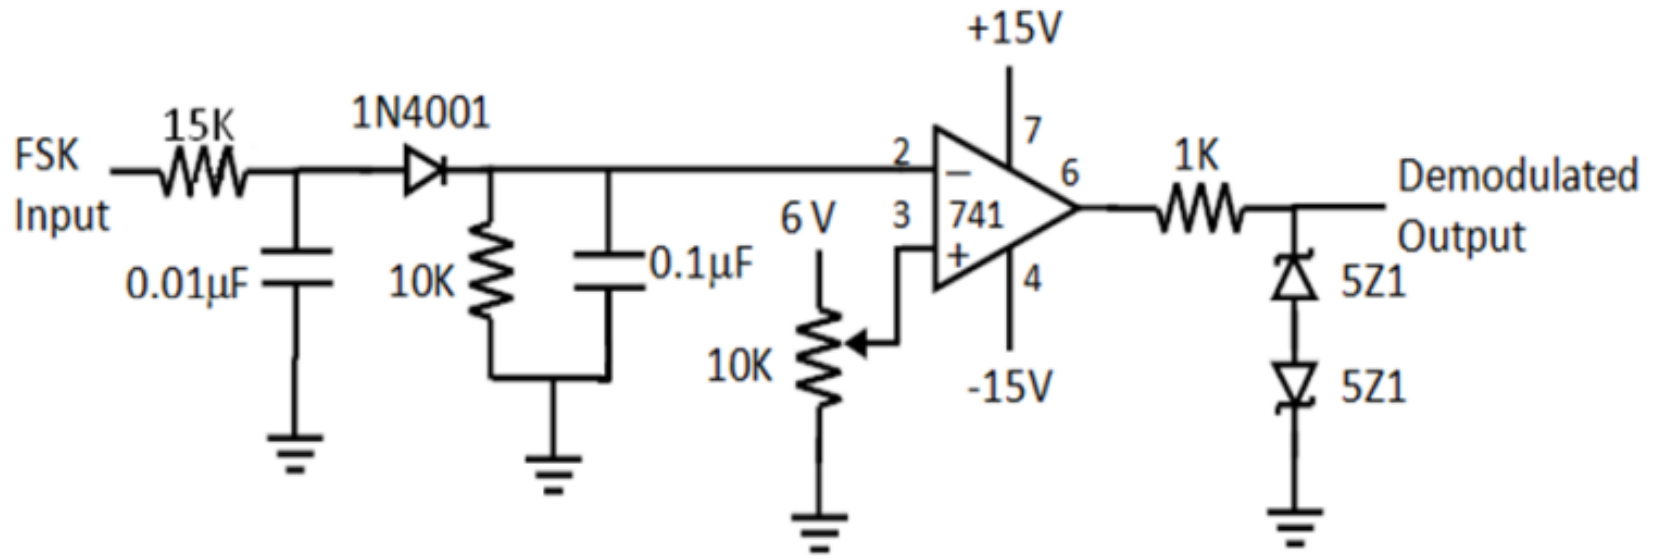 +15V
1N4001
15K
FSK
Input
7
2
1K
6
Demodulated
Output
6 V
3
741
−
+
0.01µF
10K
0.1µF
4
5Z1
10K
-15V
5Z1